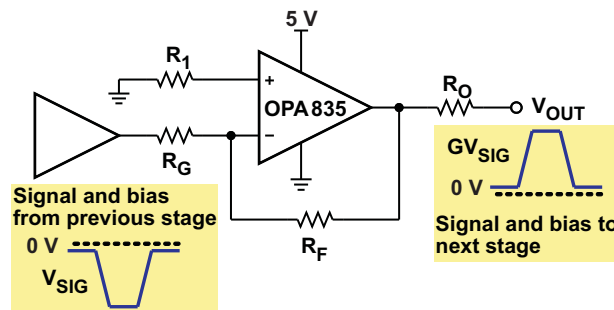 5 V
R1
+
OPA835
−
RG
RO
VOUT
RF
Signal and bias
from previous stage
0 V
VSIG
GVSIG
0 V
Signal and bias to
next stage